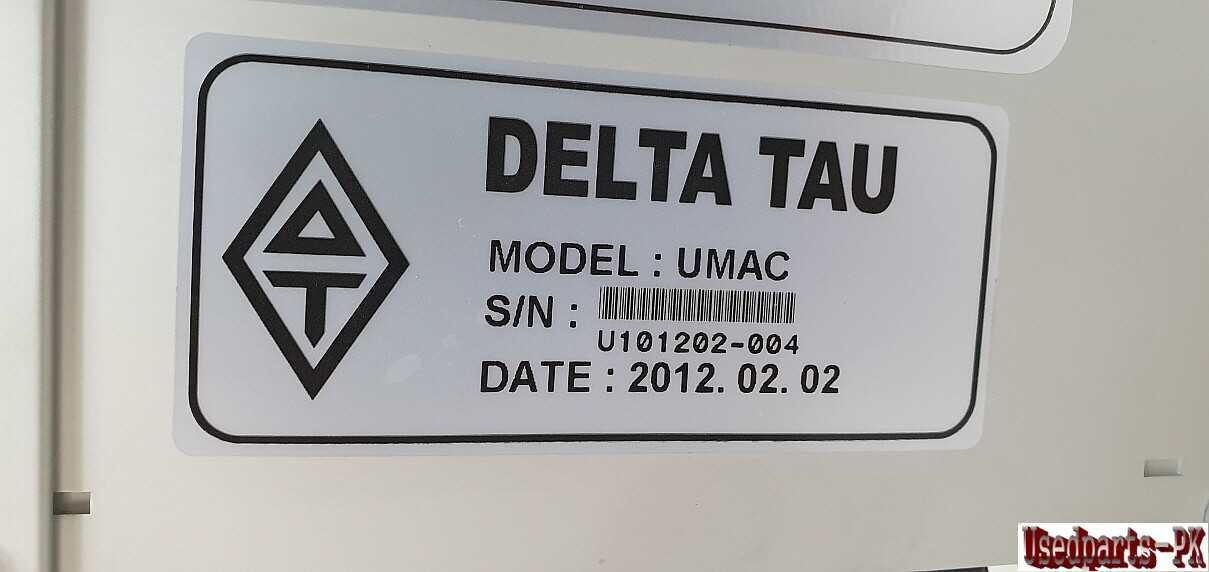 DELTA TAU
MODEL : UMAC
S/N :
U101202-004
DATE : 2012. 02. 02
Usedparts-PK